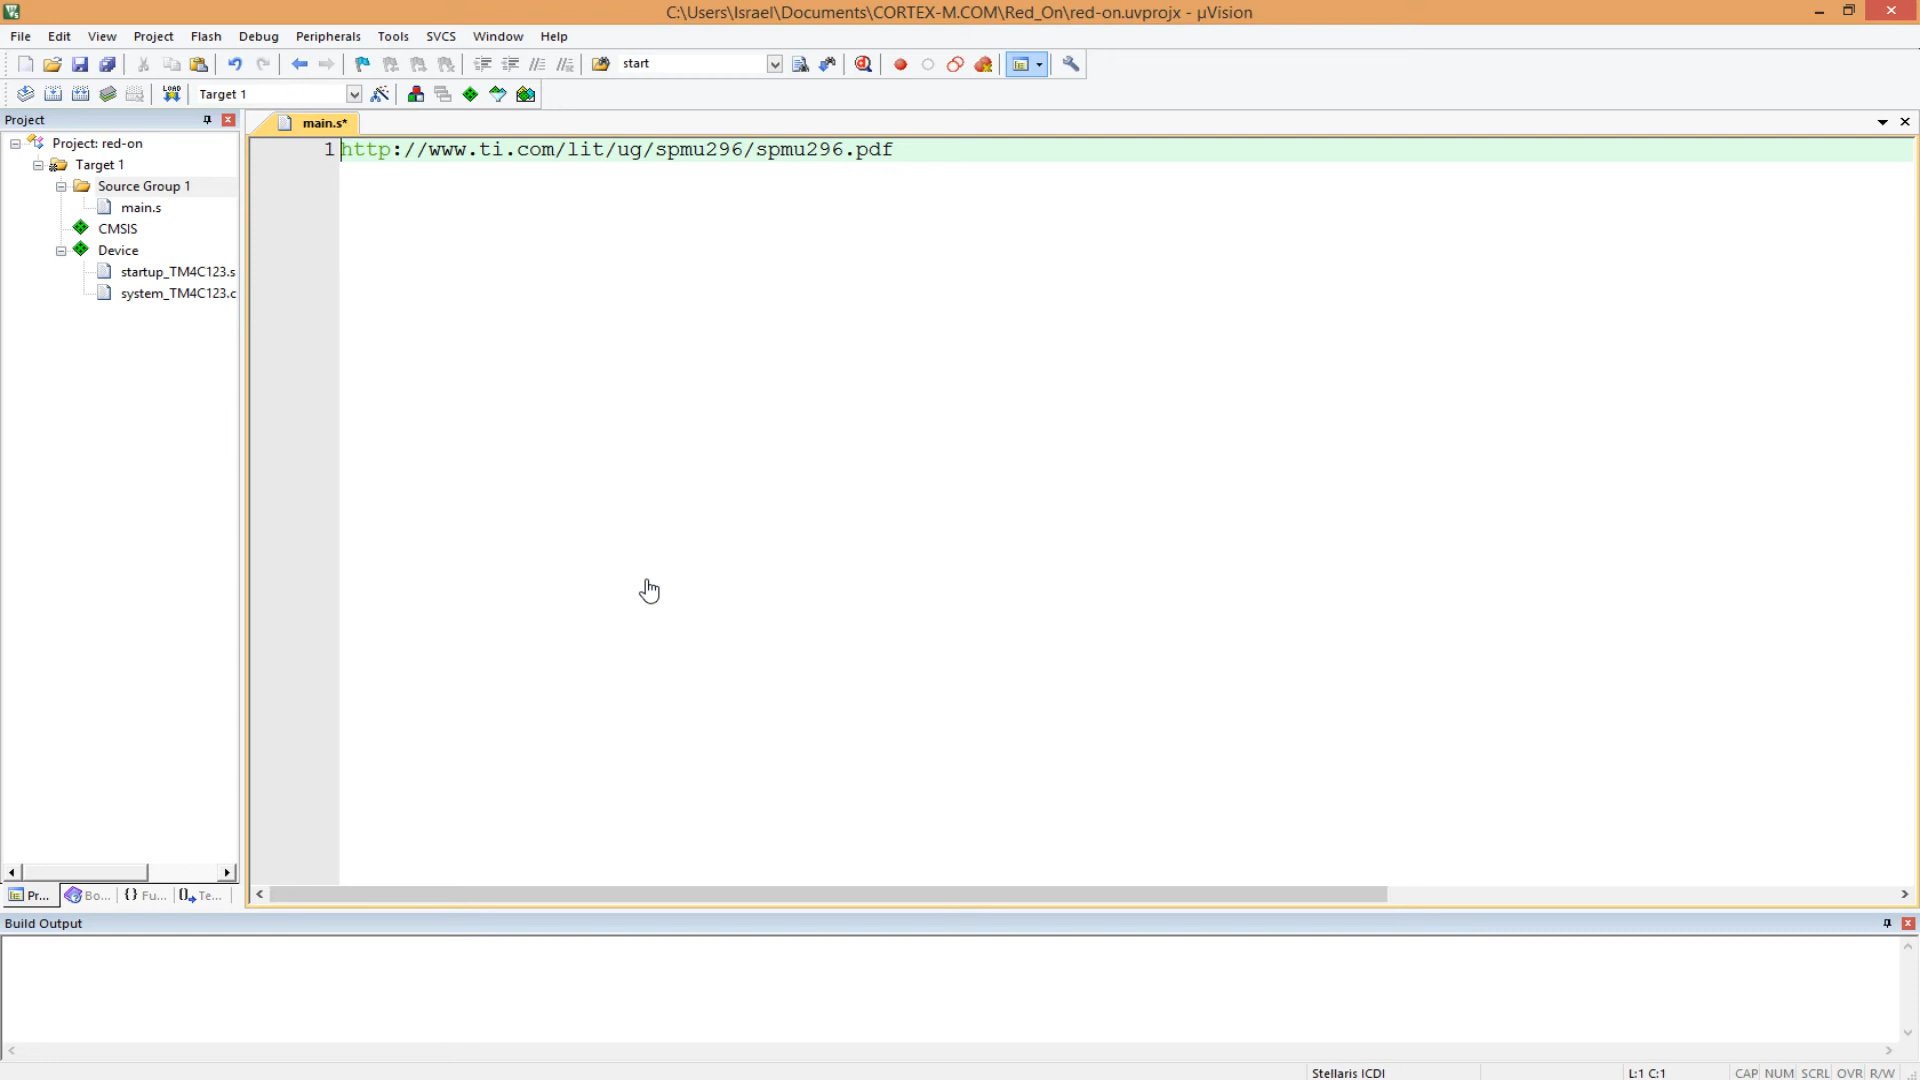 C:\Users\Israel\Documents\CORTEX-M.COM\Red_On\red-on.uvprojx - µVision
File Edit View Project Flash Debug Peripherals Tools SVCS Window Help
start
LOAD Target 1
Project
main.s*
Project: red-on
Target 1
Source Group 1
main.s
CMSIS
Device
startup_TM4C123.s
system_TM4C123.c
1 http://www.ti.com/lit/ug/spmu296/spmu296.pdf
Pr... Bo... {} Fu... Te...
Build Output
Stellaris ICDI L:1 C:1 CAP NUM SCRL OVR R/W